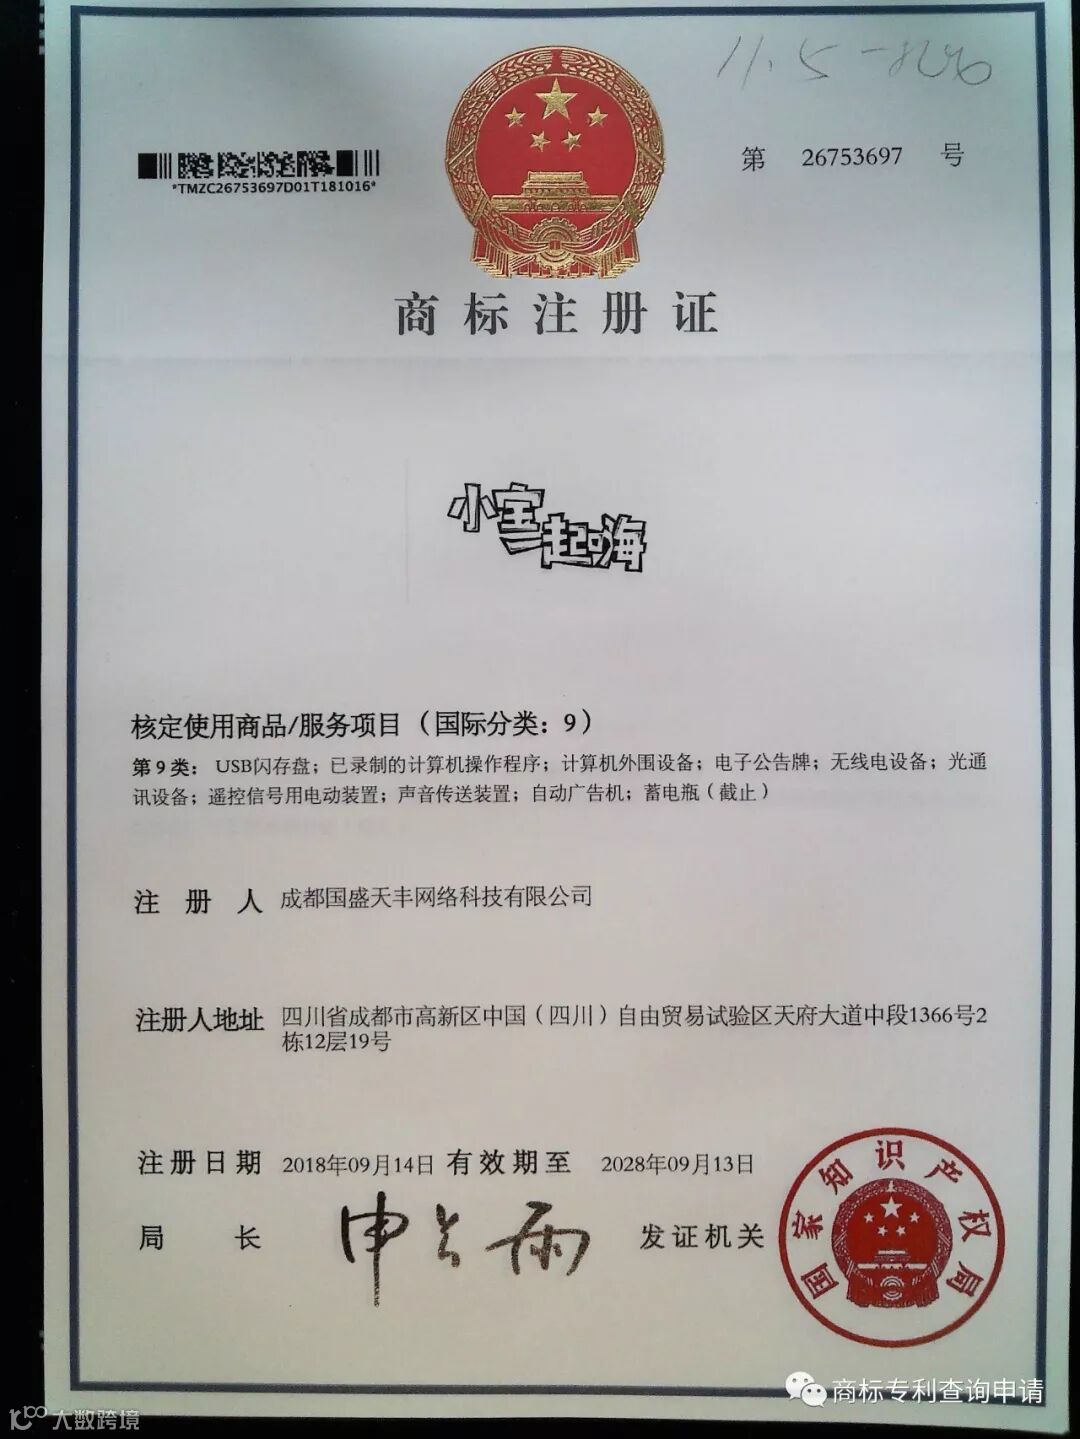 11.5
*TMZC26753697D01T181016*
第 26753697 号
商标注册证
小宝一起嗨
核定使用商品/服务项目（国际分类：9）
第9类：USB闪存盘；已录制的计算机操作程序；计算机外围设备；电子公告牌；无线电设备；光通
讯设备；遥控信号用电动装置；声音传送装置；自动广告机；蓄电瓶（截止）
注册人 成都国盛天丰网络科技有限公司
注册人地址 四川省成都市高新区中国（四川）自由贸易试验区天府大道中段1366号2
栋12层19号
注册日期 2018年09月14日 有效期至 2028年09月13日
局长 申长雨 发证机关
国家知识产权局
商标专利查询申请
大数跨境